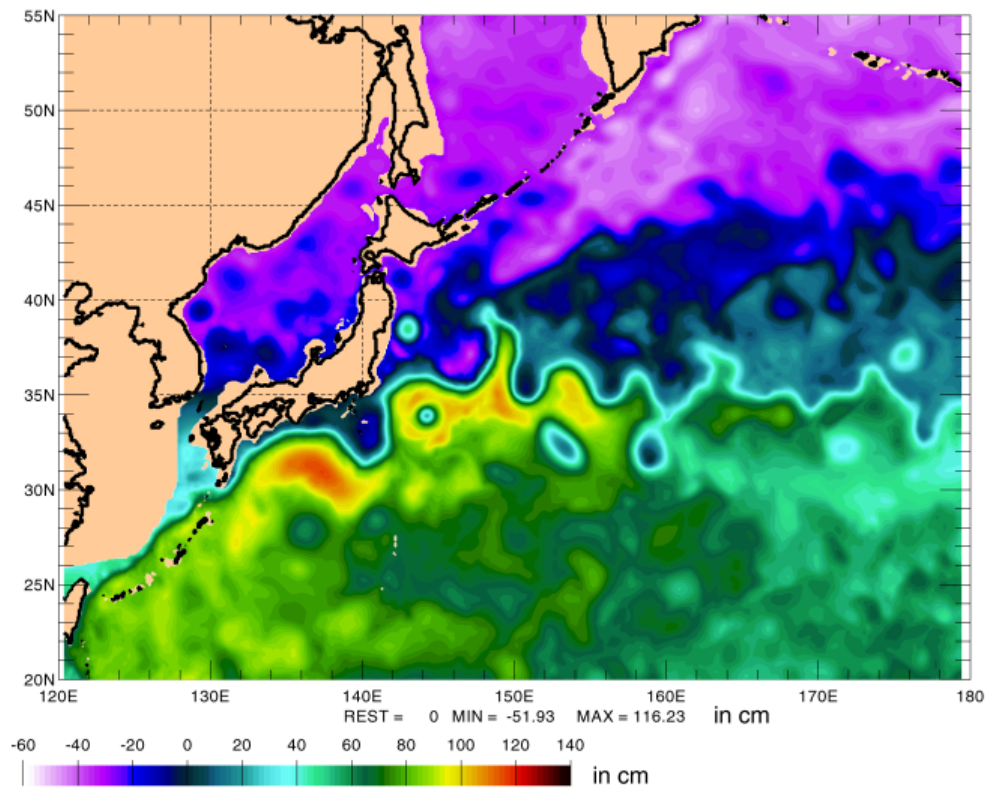 55N
50N
45N
40N
35N
30N
25N
20N
120E 130E 140E 150E 160E 170E 180
REST = 0 MIN = -51.93 MAX = 116.23 in cm
-60 -40 -20 0 20 40 60 80 100 120 140
in cm